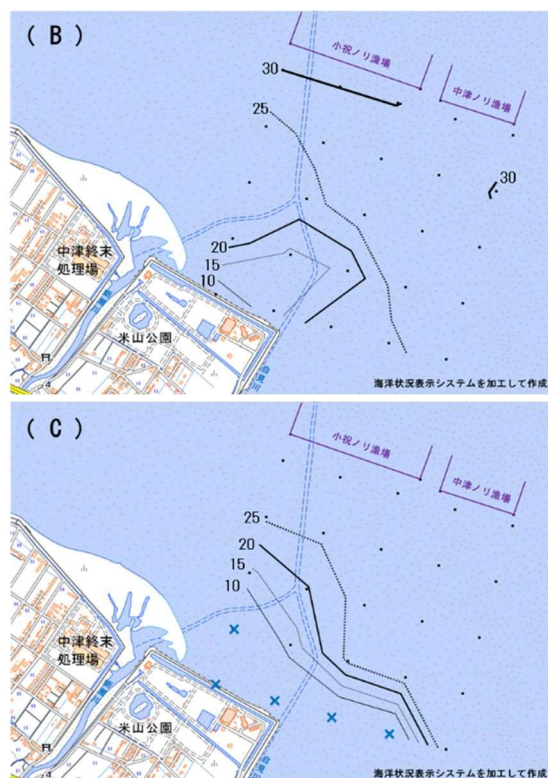 (B)
小祝ノリ漁場
中津ノリ漁場
30
25
30
20
15
10
中津終末
処理場
米山公園
海洋状況表示システムを加工して作成
(C)
小祝ノリ漁場
中津ノリ漁場
25
20
15
10
中津終末
処理場
米山公園
海洋状況表示システムを加工して作成